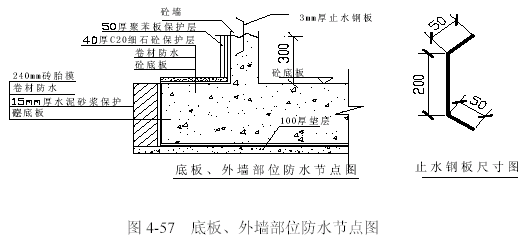 砼墙
50厚聚苯板保护层
40厚C20细石砼保护层
卷材防水
砼底板
240mm砖胎膜
卷材防水
15mm厚水泥砂浆保护
砼底板
3mm厚止水钢板
300
砼底板
100厚垫层
底板、外墙部位防水节点图
50
200
50
止水钢板尺寸图
图 4-57 底板、外墙部位防水节点图